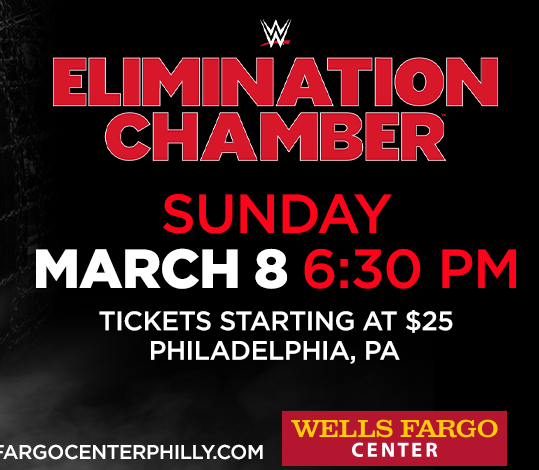 WWE
ELIMINATION
CHAMBER
SUNDAY
MARCH 8 6:30 PM
TICKETS STARTING AT $25
PHILADELPHIA, PA
WELLS FARGO
CENTER
FARGOCENTERPHILLY.COM